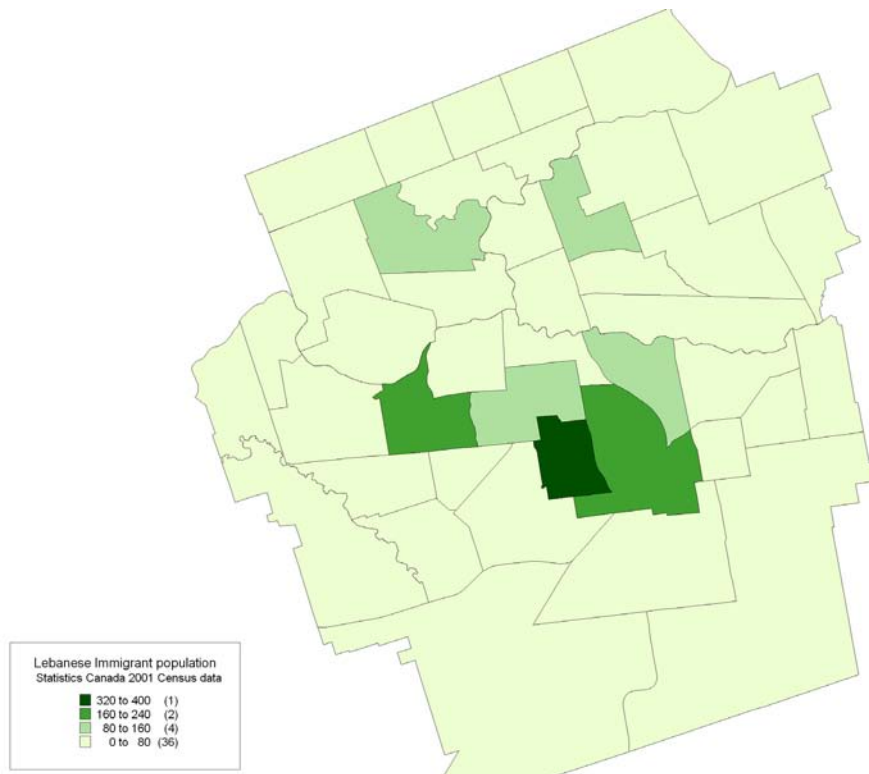 Lebanese Immigrant population
Statistics Canada 2001 Census data
320 to 400 (1)
160 to 240 (2)
80 to 160 (4)
0 to 80 (36)